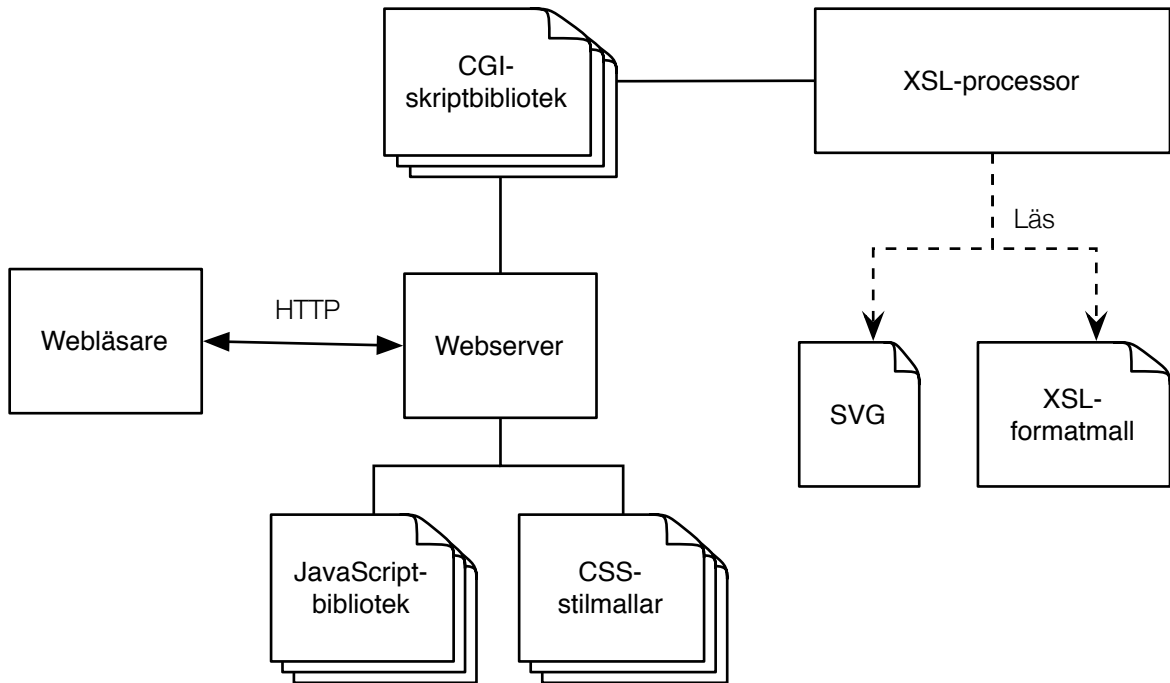 CGI-
skriptbibliotek
XSL-processor
Läs
HTTP
Webläsare
Webserver
SVG
XSL-
formatmall
JavaScript-
bibliotek
CSS-
stilmallar